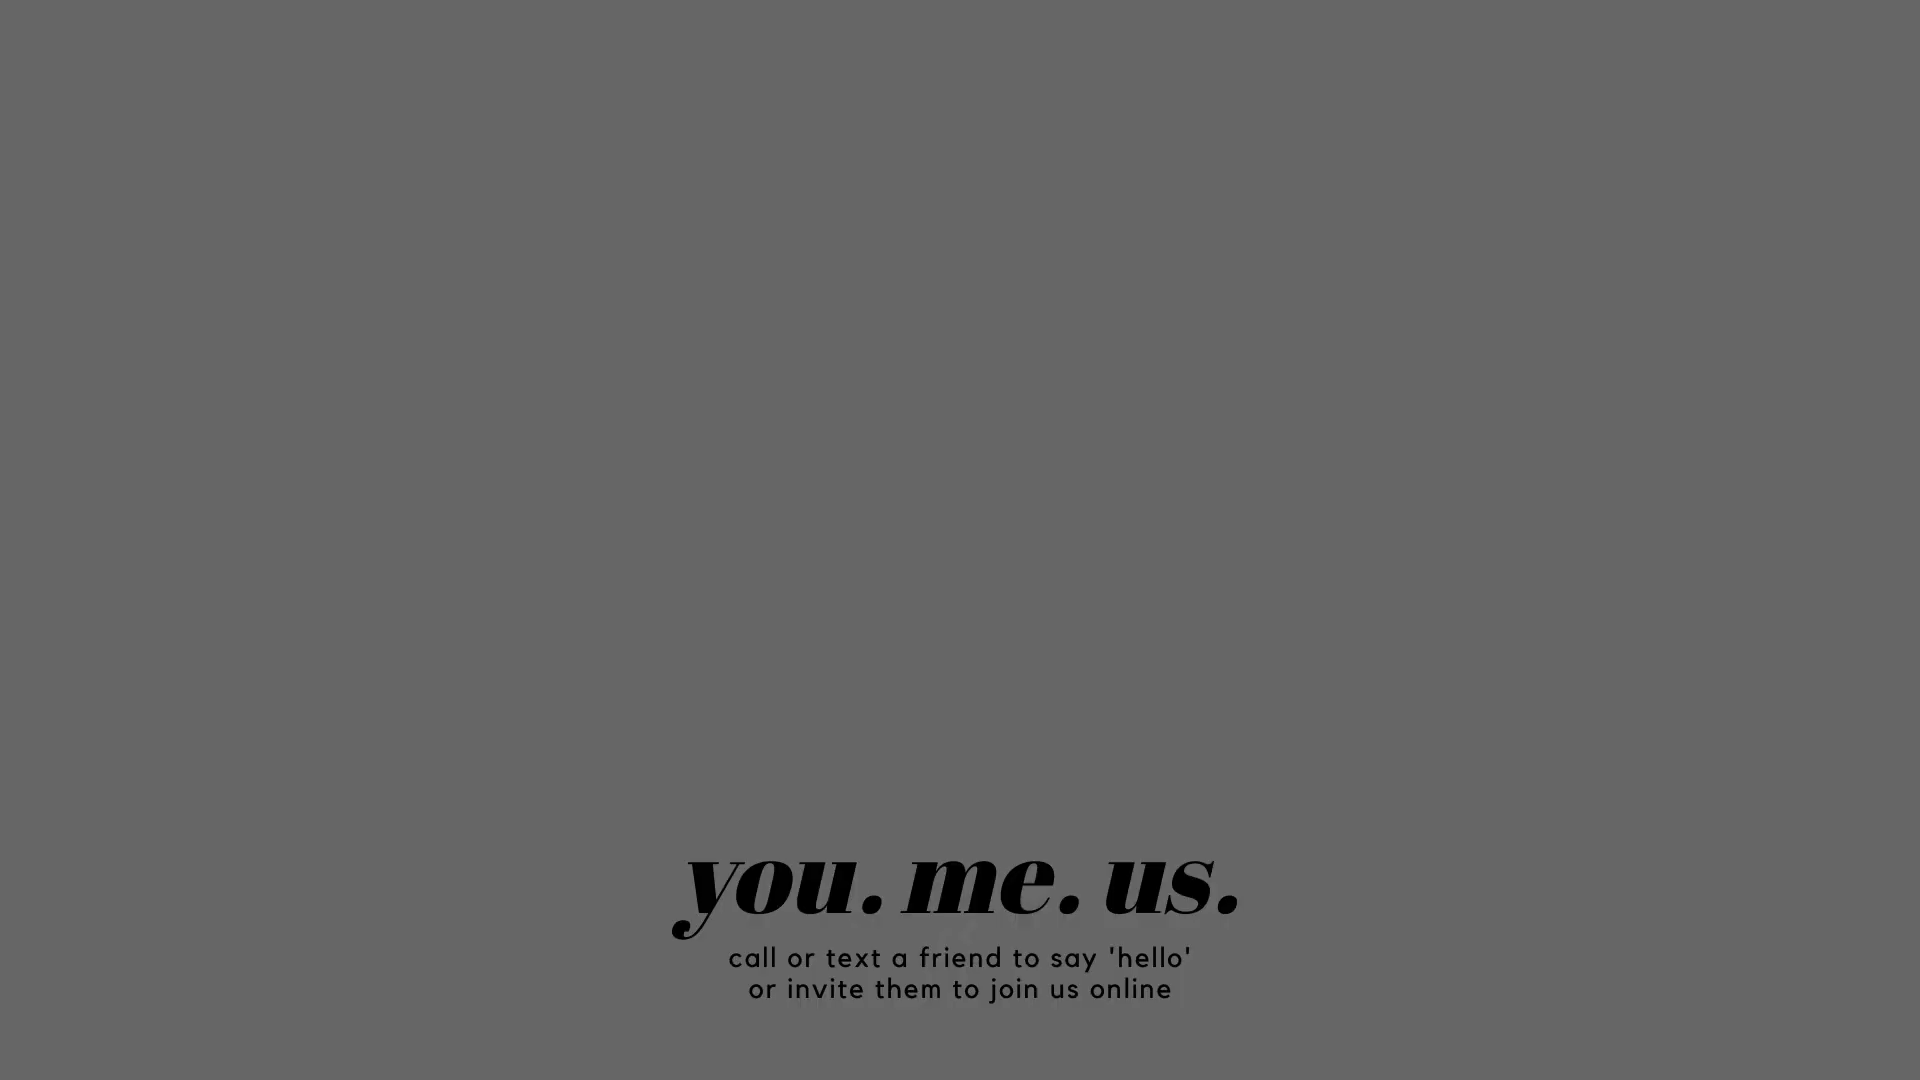 you. me. us.
call or text a friend to say 'hello'
or invite them to join us online